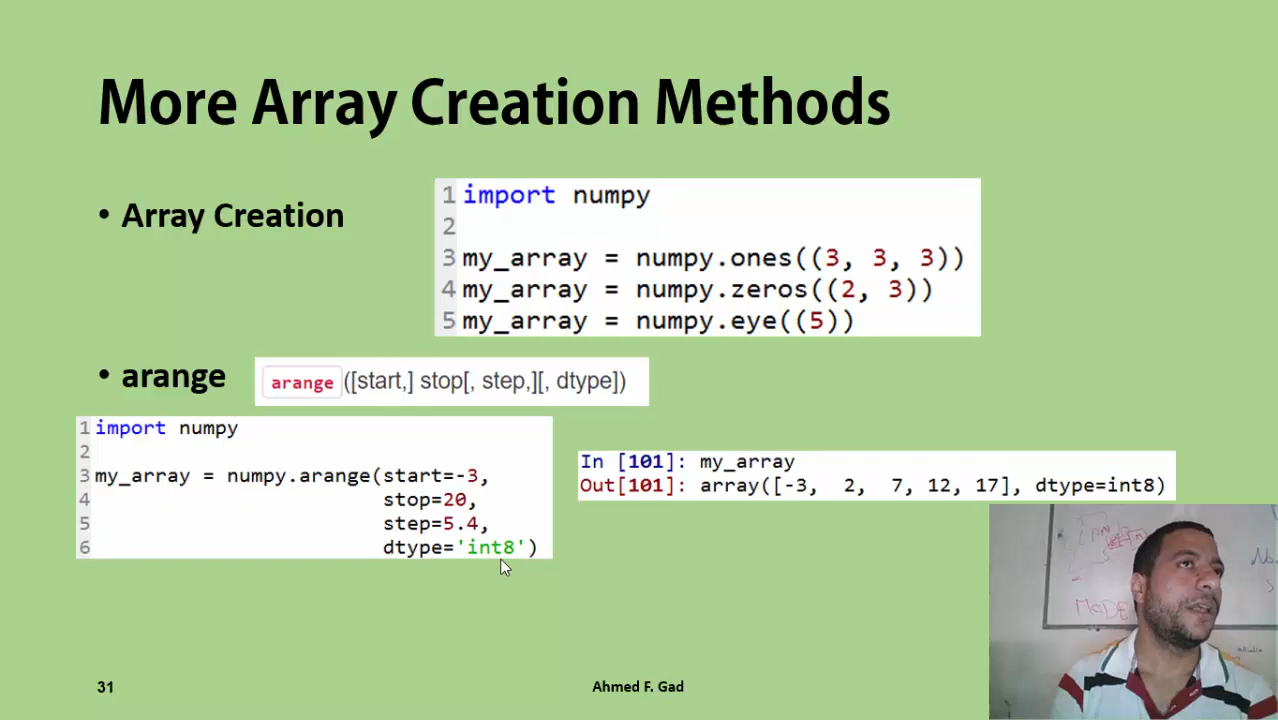 More Array Creation Methods
• Array Creation
1 import numpy
2
3 my_array = numpy.ones((3, 3, 3))
4 my_array = numpy.zeros((2, 3))
5 my_array = numpy.eye((5))
• arange
arange([start,] stop[, step,][, dtype])
1 import numpy
2
3 my_array = numpy.arange(start=-3,
4 stop=20,
5 step=5.4,
6 dtype='int8')
In [101]: my_array
Out[101]: array([-3, 2, 7, 12, 17], dtype=int8)
MODE
31
Ahmed F. Gad